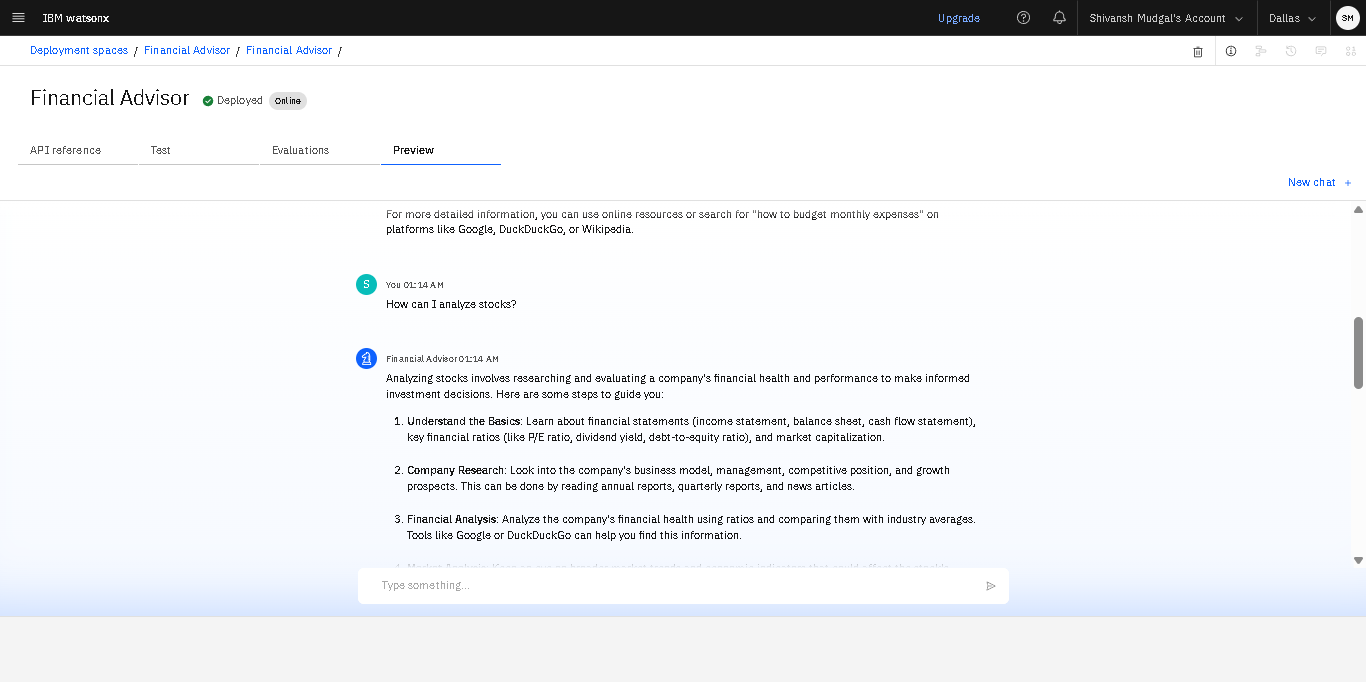 IBM watsonx
Upgrade
Shivansh Mudgal's Account
Dallas
SM
Deployment spaces / Financial Advisor / Financial Advisor /
Financial Advisor
Deployed
Online
API reference
Test
Evaluations
Preview
New chat +
For more detailed information, you can use online resources or search for "how to budget monthly expenses" on
platforms like Google, DuckDuckGo, or Wikipedia.
S
You 01:14 AM
How can I analyze stocks?
Financial Advisor 01:14 AM
Analyzing stocks involves researching and evaluating a company's financial health and performance to make informed
investment decisions. Here are some steps to guide you:
1. Understand the Basics: Learn about financial statements (income statement, balance sheet, cash flow statement),
key financial ratios (like P/E ratio, dividend yield, debt-to-equity ratio), and market capitalization.
2. Company Research: Look into the company's business model, management, competitive position, and growth
prospects. This can be done by reading annual reports, quarterly reports, and news articles.
3. Financial Analysis: Analyze the company's financial health using ratios and comparing them with industry averages.
Tools like Google or DuckDuckGo can help you find this information.
Type something...